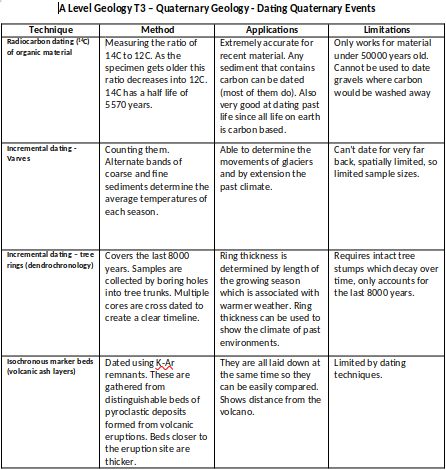 A Level Geology T3 – Quaternary Geology - Dating Quaternary Events
Technique
Method
Applications
Limitations
Radiocarbon dating (¹⁴C)
of organic material
Measuring the ratio of
14C to 12C. As the
specimen gets older this
ratio decreases into 12C.
14C has a half life of
5570 years.
Extremely accurate for
recent material. Any
sediment that contains
carbon can be dated
(most of them do). Also
very good at dating past
life since all life on earth
is carbon based.
Only works for material
under 50000 years old.
Cannot be used to date
gravels where carbon
would be washed away
Incremental dating -
Varves
Counting them.
Alternate bands of
coarse and fine
sediments determine the
average temperatures of
each season.
Able to determine the
movements of glaciers
and by extension the
past climate.
Can't date for very far
back, spatially limited, so
limited sample sizes.
Incremental dating – tree
rings (dendrochronology)
Covers the last 8000
years. Samples are
collected by boring holes
into tree trunks. Multiple
cores are cross dated to
create a clear timeline.
Ring thickness is
determined by length of
the growing season
which is associated with
warmer weather. Ring
thickness can be used to
show the climate of past
environments.
Requires intact tree
stumps which decay over
time, only accounts for
the last 8000 years.
Isochronous marker beds
(volcanic ash layers)
Dated using K-Ar
remnants. These are
gathered from
distinguishable beds of
pyroclastic deposits
formed from volcanic
eruptions. Beds closer to
the eruption site are
thicker.
They are all laid down at
the same time so they
can be easily compared.
Shows distance from the
volcano.
Limited by dating
techniques.